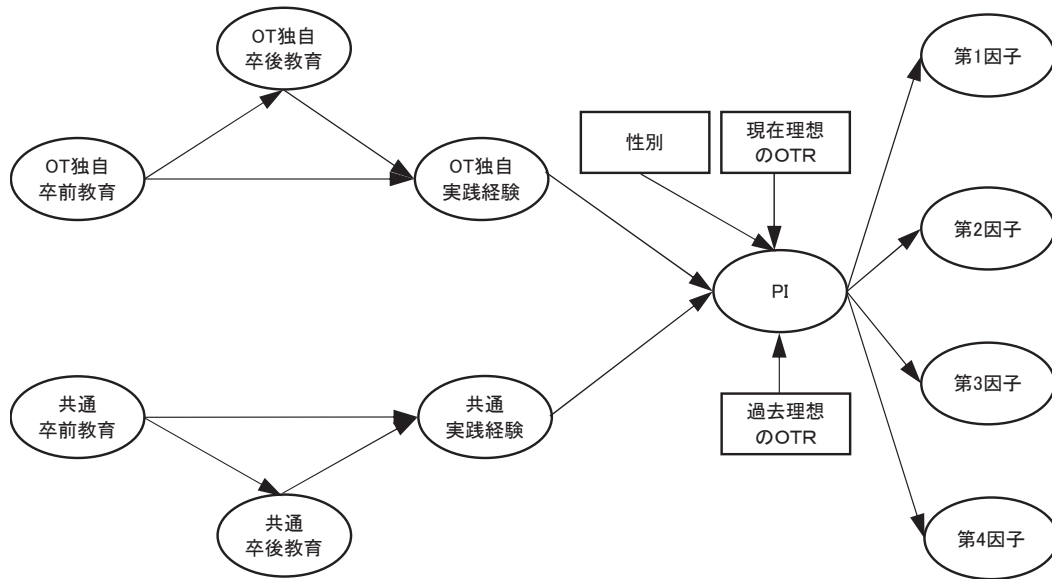 OT独自
卒後教育
OT独自
卒前教育
OT独自
実践経験
性別
現在理想
のOTR
PI
過去理想
のOTR
共通
卒前教育
共通
実践経験
共通
卒後教育
第1因子
第2因子
第3因子
第4因子